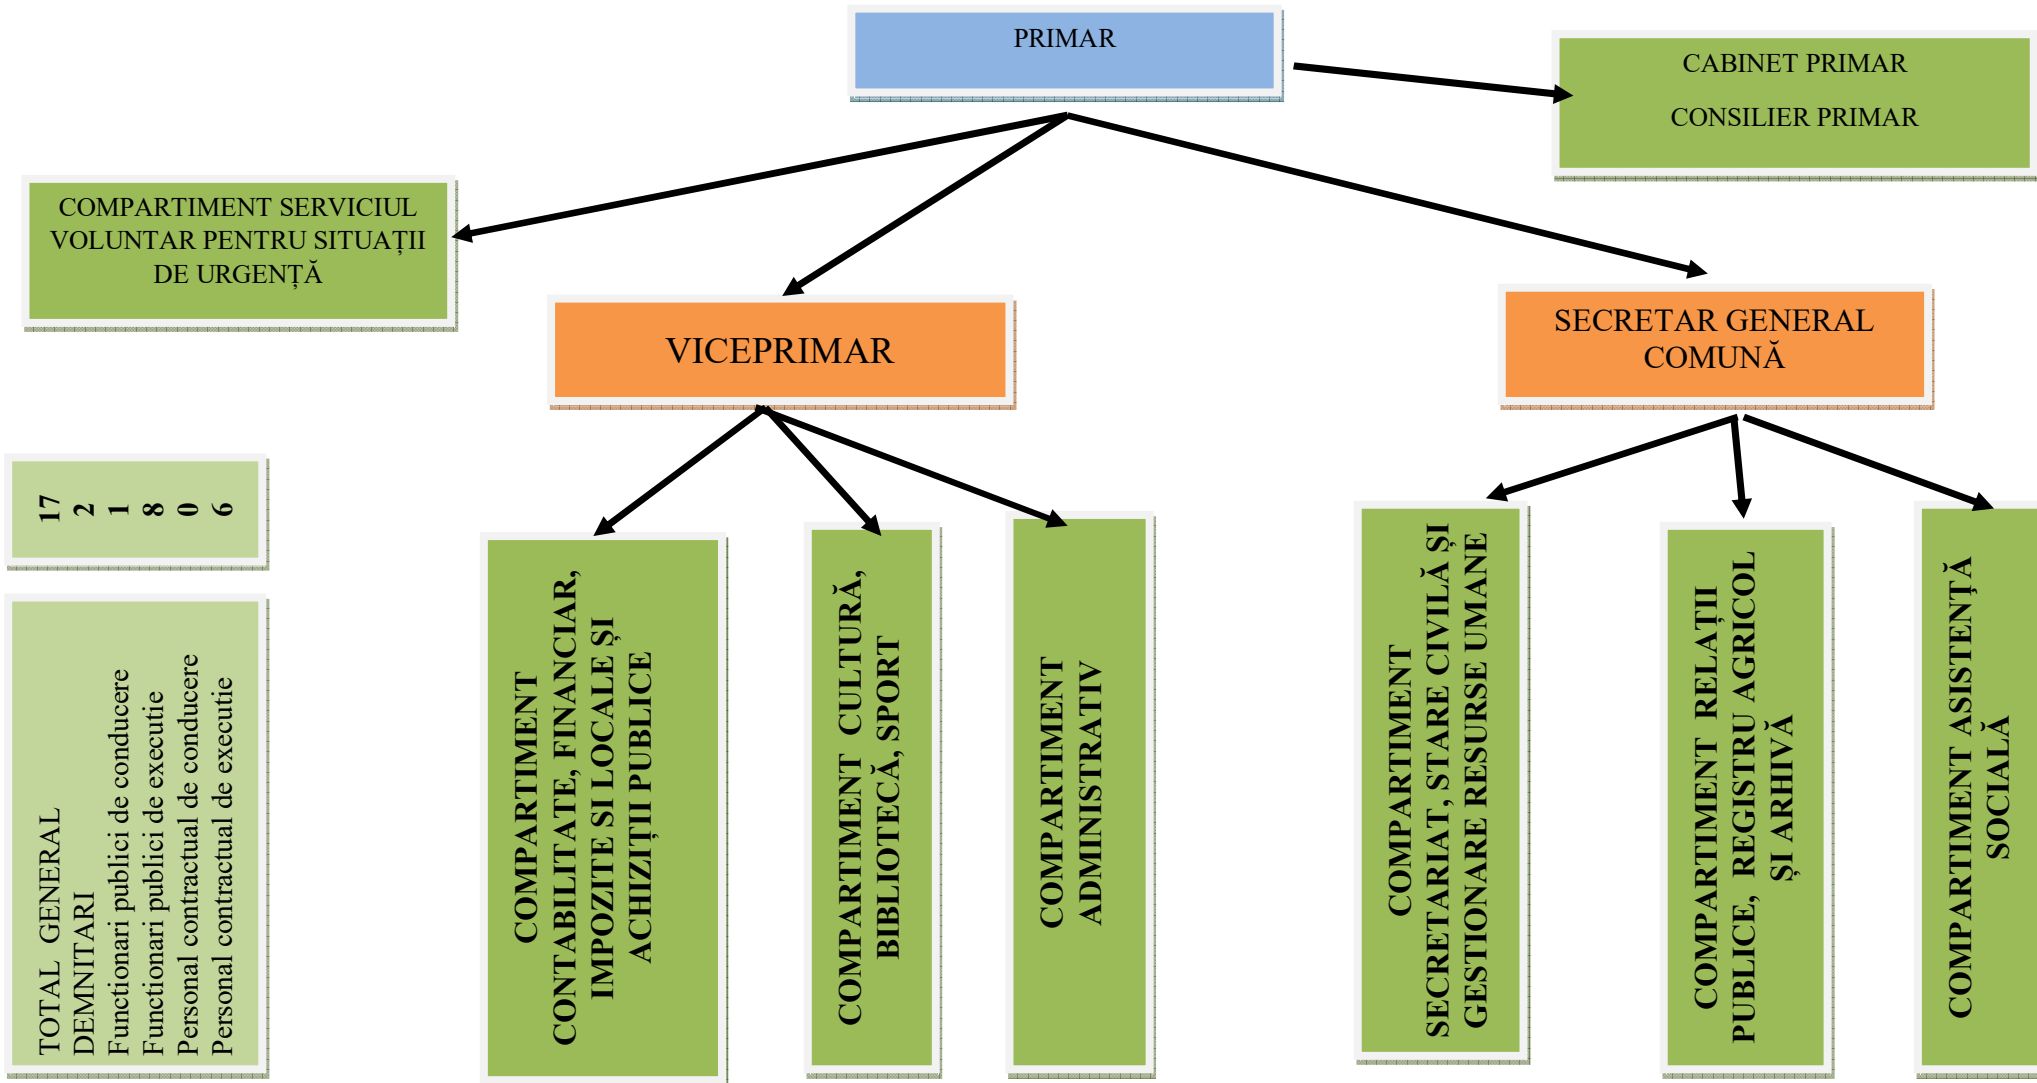 PRIMAR
CABINET PRIMAR
CONSILIER PRIMAR
COMPARTIMENT SERVICIUL
VOLUNTAR PENTRU SITUAȚII
DE URGENȚĂ
VICEPRIMAR
SECRETAR GENERAL
COMUNĂ
17
2
1
8
0
6
TOTAL GENERAL
DEMNITARI
Functionari publici de conducere
Functionari publici de executie
Personal contractual de conducere
Personal contractual de executie
COMPARTIMENT
CONTABILITATE, FINANCIAR,
IMPOZITE SI LOCALE ȘI
ACHIZIȚII PUBLICE
COMPARTIMENT CULTURĂ,
BIBLIOTECĂ, SPORT
COMPARTIMENT
ADMINISTRATIV
COMPARTIMENT
SECRETARIAT, STARE CIVILĂ ȘI
GESTIONARE RESURSE UMANE
COMPARTIMENT RELAȚII
PUBLICE, REGISTRU AGRICOL
ȘI ARHIVĂ
COMPARTIMENT ASISTENȚĂ
SOCIALĂ